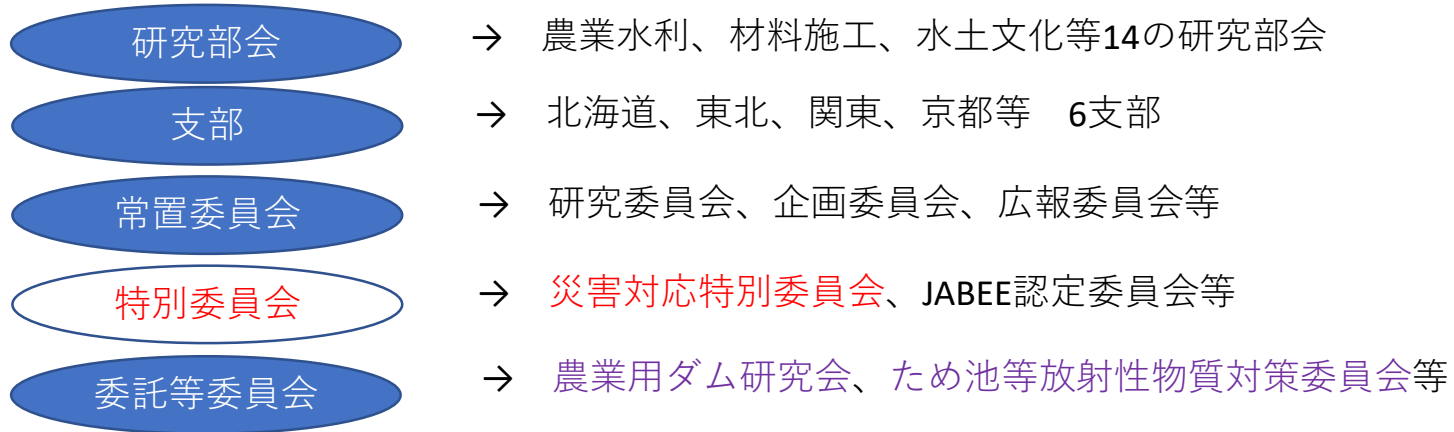 研究部会 → 農業水利、材料施工、水土文化等14の研究部会
支部 → 北海道、東北、関東、京都等　6支部
常置委員会 → 研究委員会、企画委員会、広報委員会等
特別委員会 → 災害対応特別委員会、JABEE認定委員会等
委託等委員会 → 農業用ダム研究会、ため池等放射性物質対策委員会等